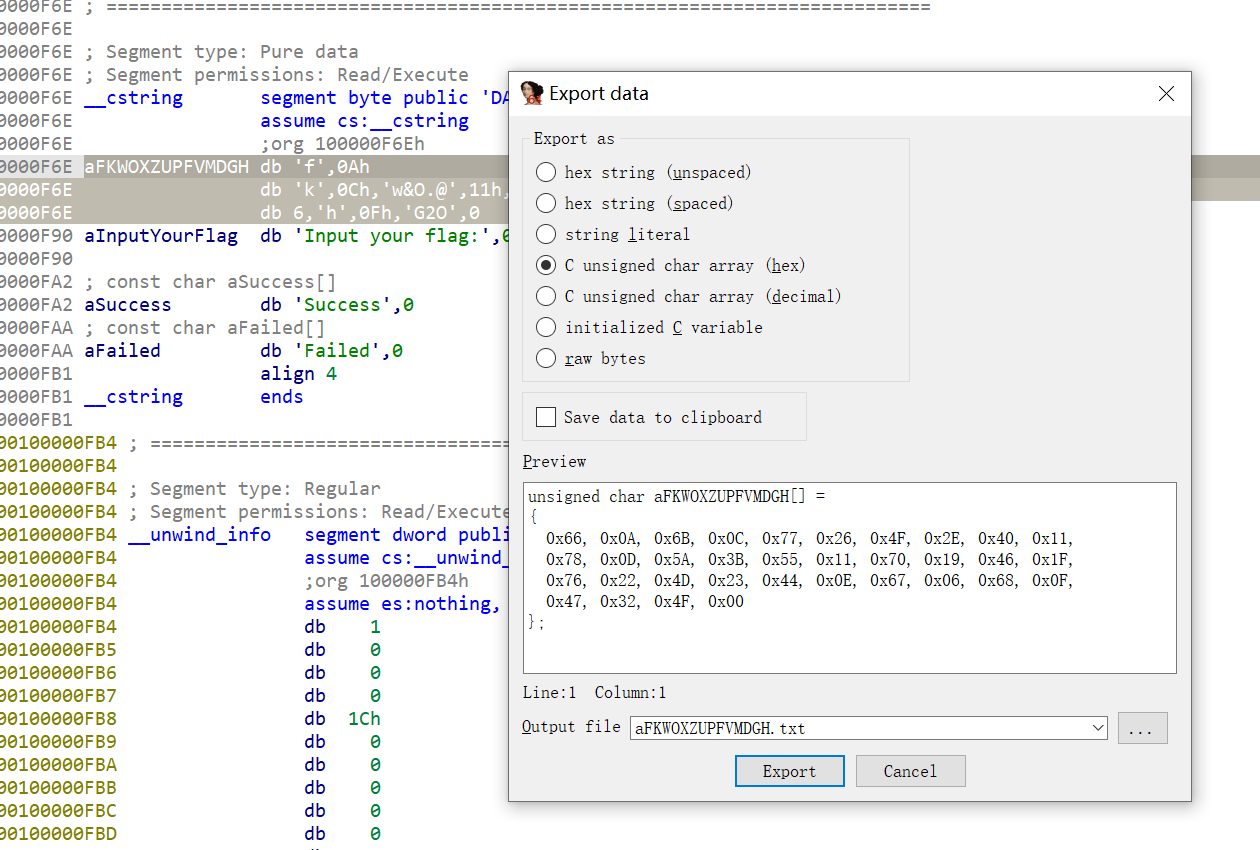 0000F6E ; ===========================================================================
0000F6E
0000F6E ; Segment type: Pure data
0000F6E ; Segment permissions: Read/Execute
0000F6E __cstring segment byte public 'DA
0000F6E assume cs:__cstring
0000F6E ;org 100000F6Eh
0000F6E aFKWOXZUPFVMDGH db 'f',0Ah
0000F6E db 'k',0Ch,'w&O.@',11h,
0000F6E db 6,'h',0Fh,'G2O',0
0000F90 aInputYourFlag db 'Input your flag:',0
0000F90
0000FA2 ; const char aSuccess[]
0000FA2 aSuccess db 'Success',0
0000FAA ; const char aFailed[]
0000FAA aFailed db 'Failed',0
0000FB1 align 4
0000FB1 __cstring ends
0000FB1
00100000FB4 ; ===================================
00100000FB4
00100000FB4 ; Segment type: Regular
00100000FB4 ; Segment permissions: Read/Execute
00100000FB4 __unwind_info segment dword publi
00100000FB4 assume cs:__unwind_
00100000FB4 ;org 100000FB4h
00100000FB4 assume es:nothing,
00100000FB4 db 1
00100000FB5 db 0
00100000FB6 db 0
00100000FB7 db 0
00100000FB8 db 1Ch
00100000FB9 db 0
00100000FBA db 0
00100000FBB db 0
00100000FBC db 0
00100000FBD db 0
Export data
Export as
hex string (unspaced)
hex string (spaced)
string literal
C unsigned char array (hex)
C unsigned char array (decimal)
initialized C variable
raw bytes
Save data to clipboard
Preview
unsigned char aFKWOXZUPFVMDGH[] =
{
0x66, 0x0A, 0x6B, 0x0C, 0x77, 0x26, 0x4F, 0x2E, 0x40, 0x11,
0x78, 0x0D, 0x5A, 0x3B, 0x55, 0x11, 0x70, 0x19, 0x46, 0x1F,
0x76, 0x22, 0x4D, 0x23, 0x44, 0x0E, 0x67, 0x06, 0x68, 0x0F,
0x47, 0x32, 0x4F, 0x00
};
Line:1 Column:1
Output file aFKWOXZUPFVMDGH.txt
...
Export Cancel